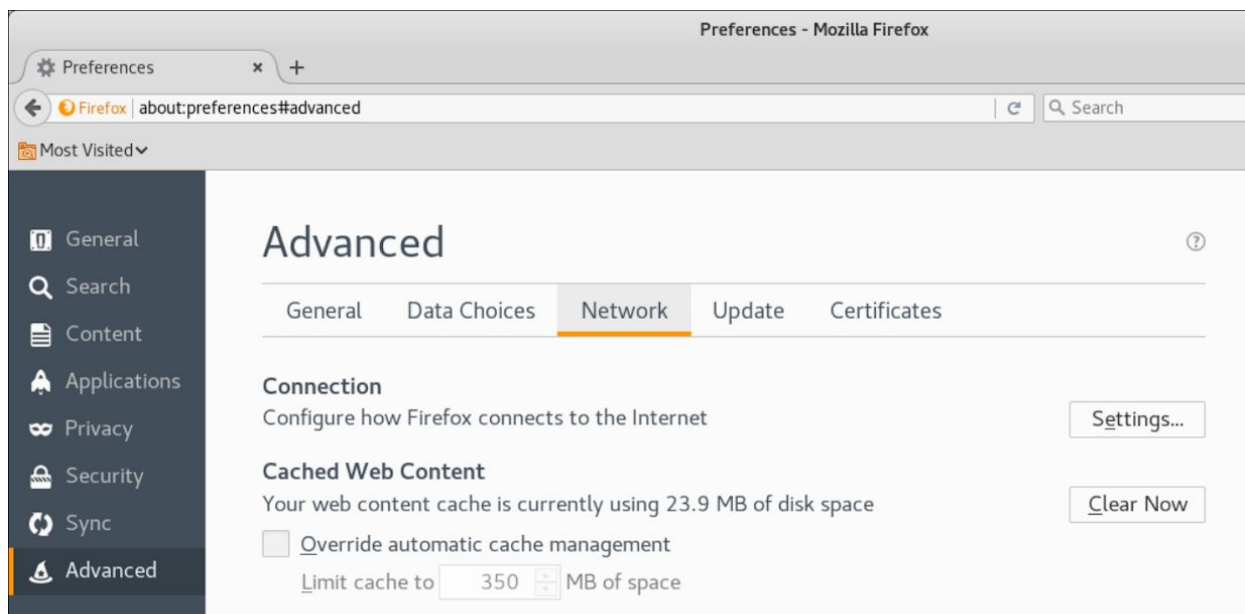 Preferences - Mozilla Firefox
Preferences × +
Firefox about:preferences#advanced Search
Most Visited
General
Search
Content
Applications
Privacy
Security
Sync
Advanced
Advanced
General Data Choices Network Update Certificates
Connection
Configure how Firefox connects to the Internet Settings...
Cached Web Content
Your web content cache is currently using 23.9 MB of disk space Clear Now
Override automatic cache management
Limit cache to 350 MB of space